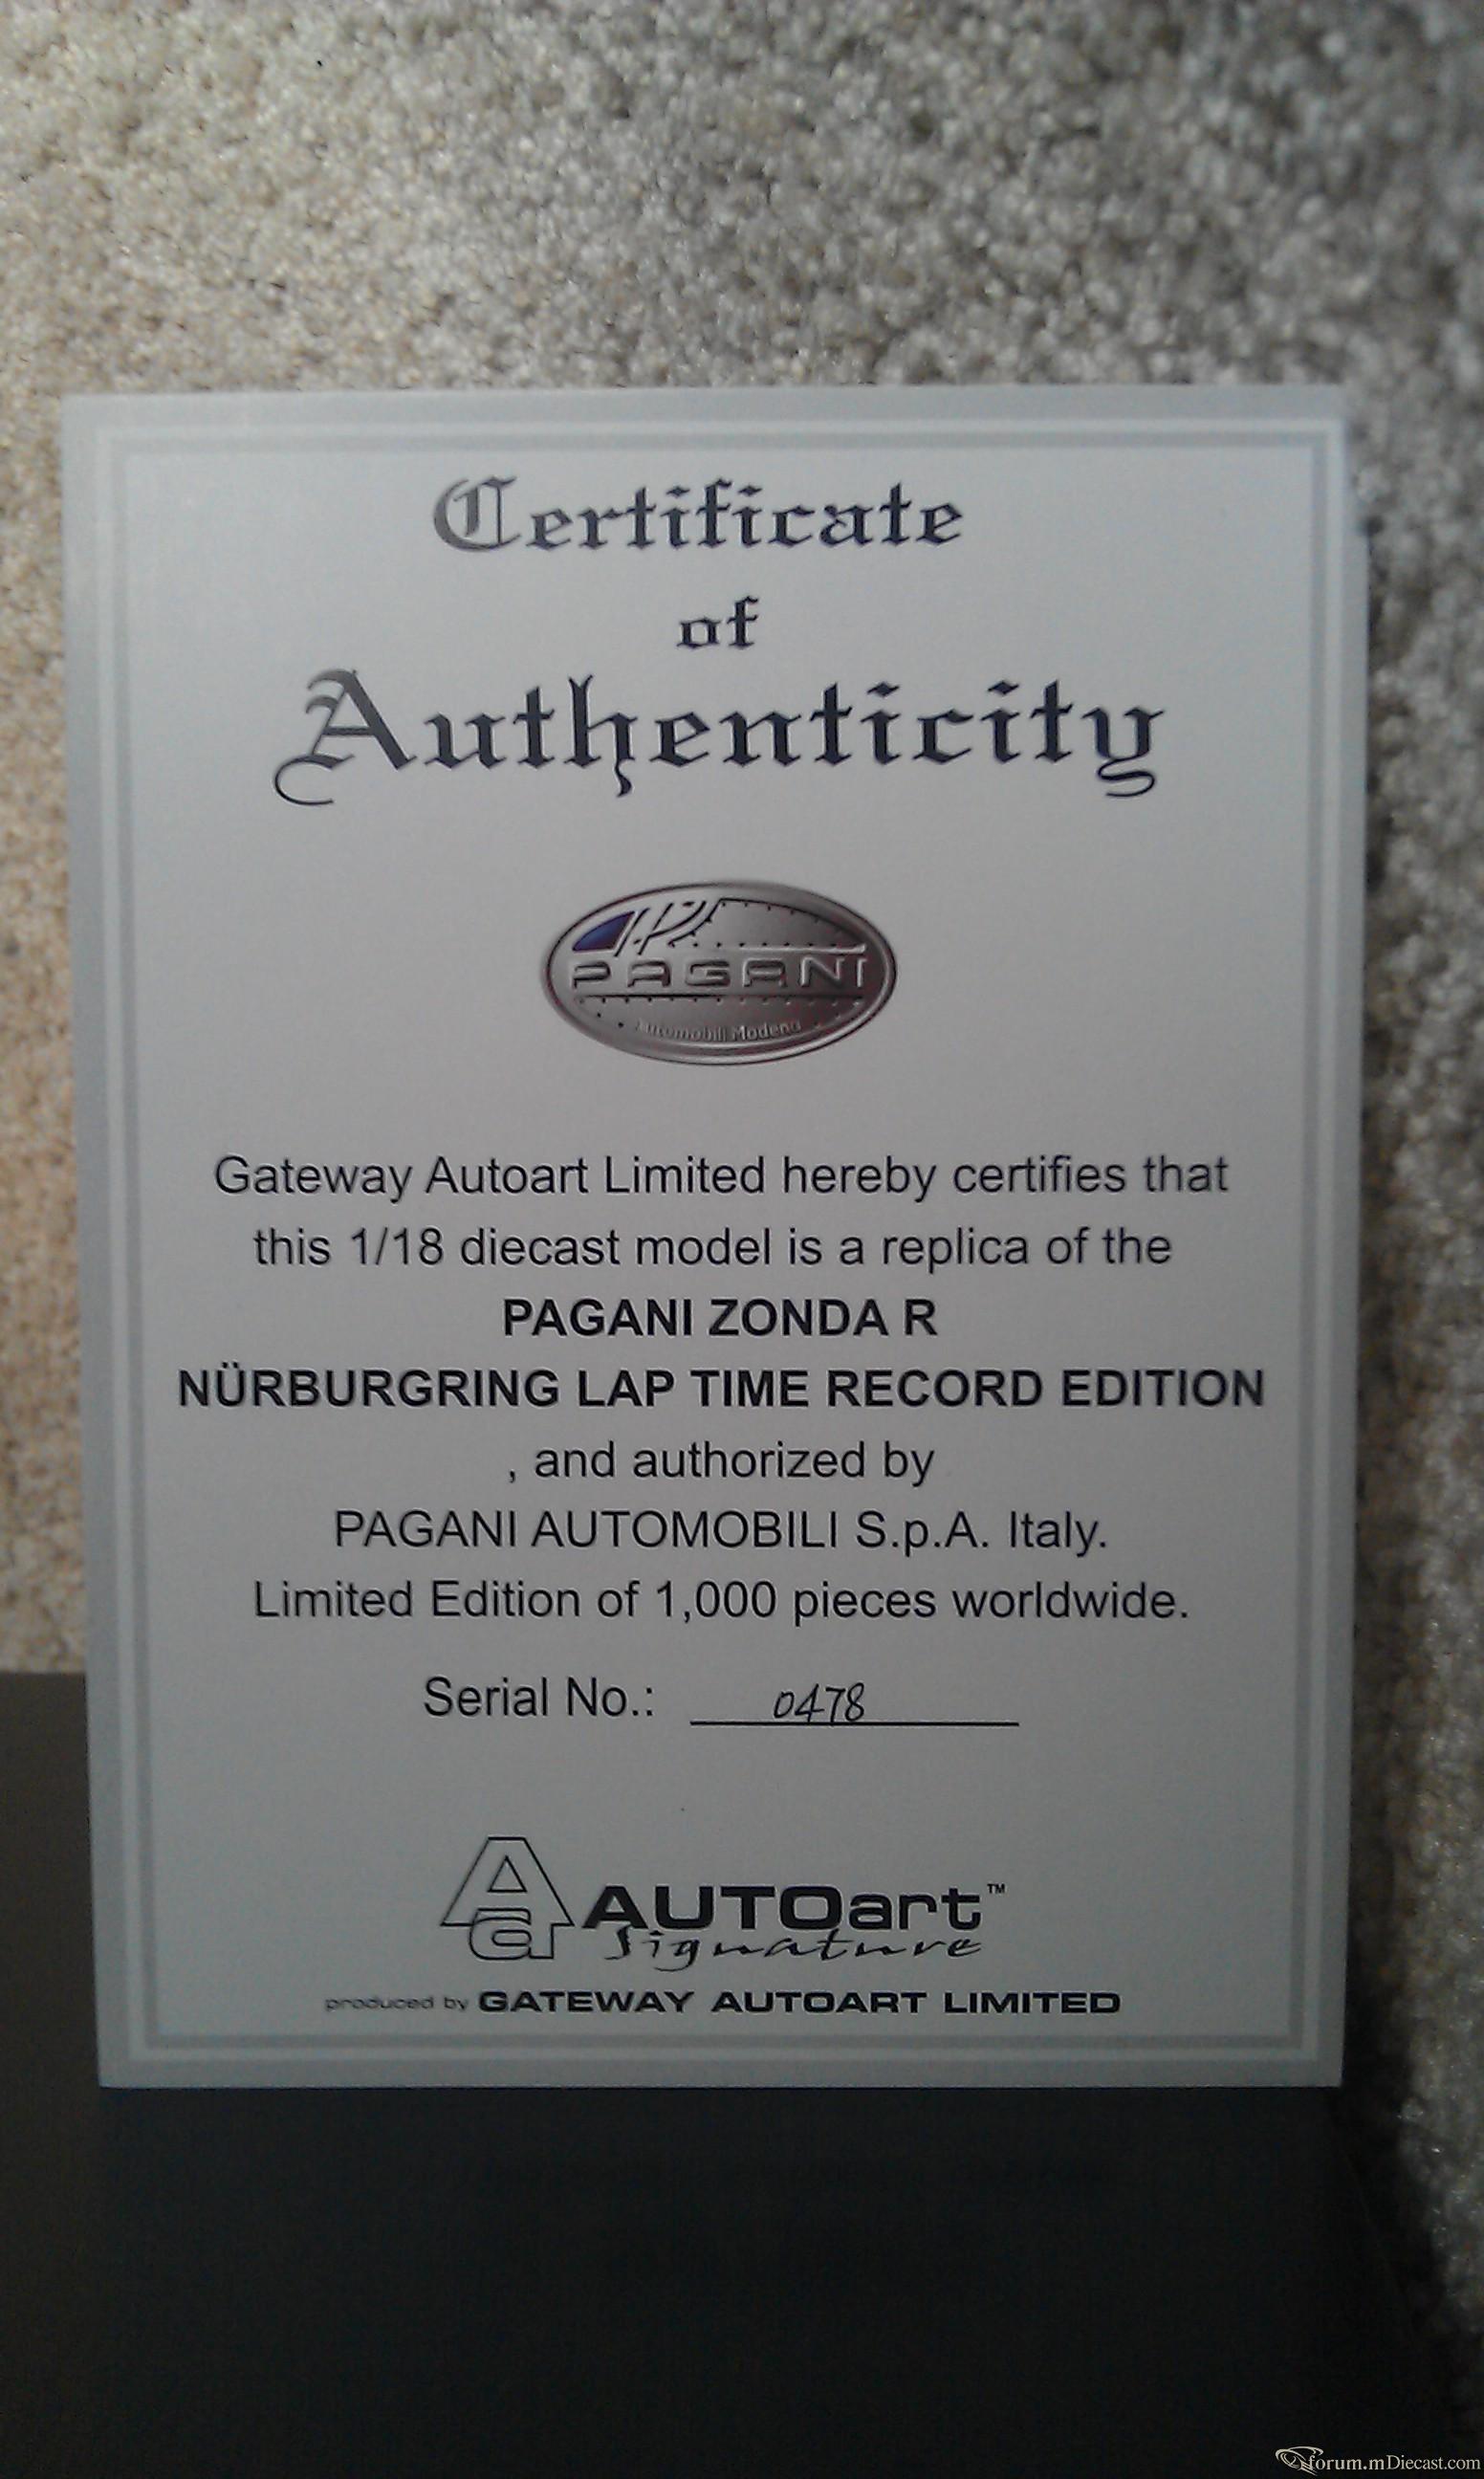 Certificate
of
Authenticity
PAGANI
Automobili Modena
Gateway Autoart Limited hereby certifies that
this 1/18 diecast model is a replica of the
PAGANI ZONDA R
NÜRBURGRING LAP TIME RECORD EDITION
, and authorized by
PAGANI AUTOMOBILI S.p.A. Italy.
Limited Edition of 1,000 pieces worldwide.
Serial No.: 0478
Aa AUTOart™
Signature
produced by GATEWAY AUTOART LIMITED
forum.mDiecast.com